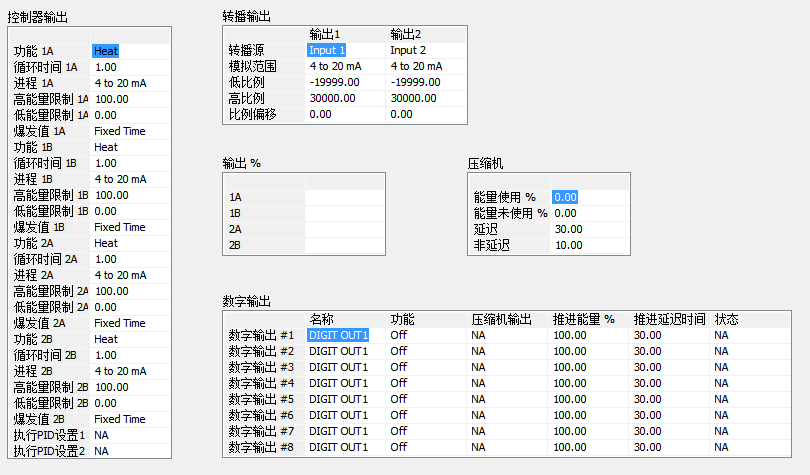 控制器输出
功能 1A Heat
循环时间 1A 1.00
进程 1A 4 to 20 mA
高能量限制 1A 100.00
低能量限制 1A 0.00
爆发值 1A Fixed Time
功能 1B Heat
循环时间 1B 1.00
进程 1B 4 to 20 mA
高能量限制 1B 100.00
低能量限制 1B 0.00
爆发值 1B Fixed Time
功能 2A Heat
循环时间 2A 1.00
进程 2A 4 to 20 mA
高能量限制 2A 100.00
低能量限制 2A 0.00
爆发值 2A Fixed Time
功能 2B Heat
循环时间 2B 1.00
进程 2B 4 to 20 mA
高能量限制 2B 100.00
低能量限制 2B 0.00
爆发值 2B Fixed Time
执行PID设置1 NA
执行PID设置2 NA
转播输出
输出1 输出2
转播源 Input 1 Input 2
模拟范围 4 to 20 mA 4 to 20 mA
低比例 -19999.00 -19999.00
高比例 30000.00 30000.00
比例偏移 0.00 0.00
输出 %
1A
1B
2A
2B
压缩机
能量使用 % 0.00
能量未使用 % 0.00
延迟 30.00
非延迟 10.00
数字输出
名称 功能 压缩机输出 推进能量 % 推进延迟时间 状态
数字输出 #1 DIGIT OUT1 Off NA 100.00 30.00 NA
数字输出 #2 DIGIT OUT1 Off NA 100.00 30.00 NA
数字输出 #3 DIGIT OUT1 Off NA 100.00 30.00 NA
数字输出 #4 DIGIT OUT1 Off NA 100.00 30.00 NA
数字输出 #5 DIGIT OUT1 Off NA 100.00 30.00 NA
数字输出 #6 DIGIT OUT1 Off NA 100.00 30.00 NA
数字输出 #7 DIGIT OUT1 Off NA 100.00 30.00 NA
数字输出 #8 DIGIT OUT1 Off NA 100.00 30.00 NA